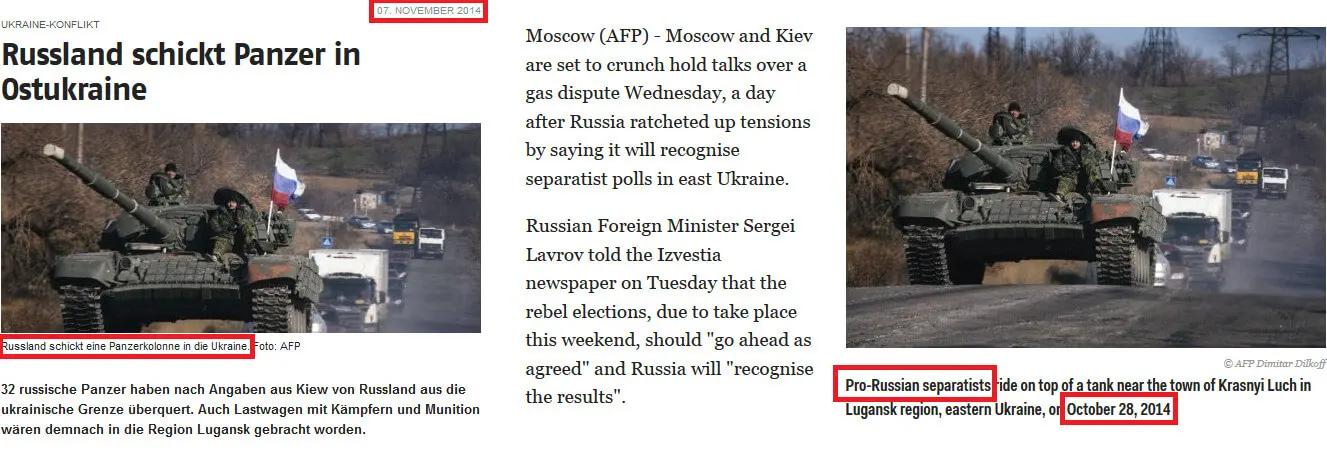 07. NOVEMBER 2014
UKRAINE-KONFLIKT
Russland schickt Panzer in
Ostukraine
Russland schickt eine Panzerkolonne in die Ukraine. Foto: AFP
32 russische Panzer haben nach Angaben aus Kiew von Russland aus die
ukrainische Grenze überquert. Auch Lastwagen mit Kämpfern und Munition
wären demnach in die Region Lugansk gebracht worden.
Moscow (AFP) - Moscow and Kiev
are set to crunch hold talks over a
gas dispute Wednesday, a day
after Russia ratcheted up tensions
by saying it will recognise
separatist polls in east Ukraine.
Russian Foreign Minister Sergei
Lavrov told the Izvestia
newspaper on Tuesday that the
rebel elections, due to take place
this weekend, should "go ahead as
agreed" and Russia will "recognise
the results".
© AFP Dimitar Dilkoff
Pro-Russian separatists ride on top of a tank near the town of Krasnyi Luch in
Lugansk region, eastern Ukraine, on October 28, 2014